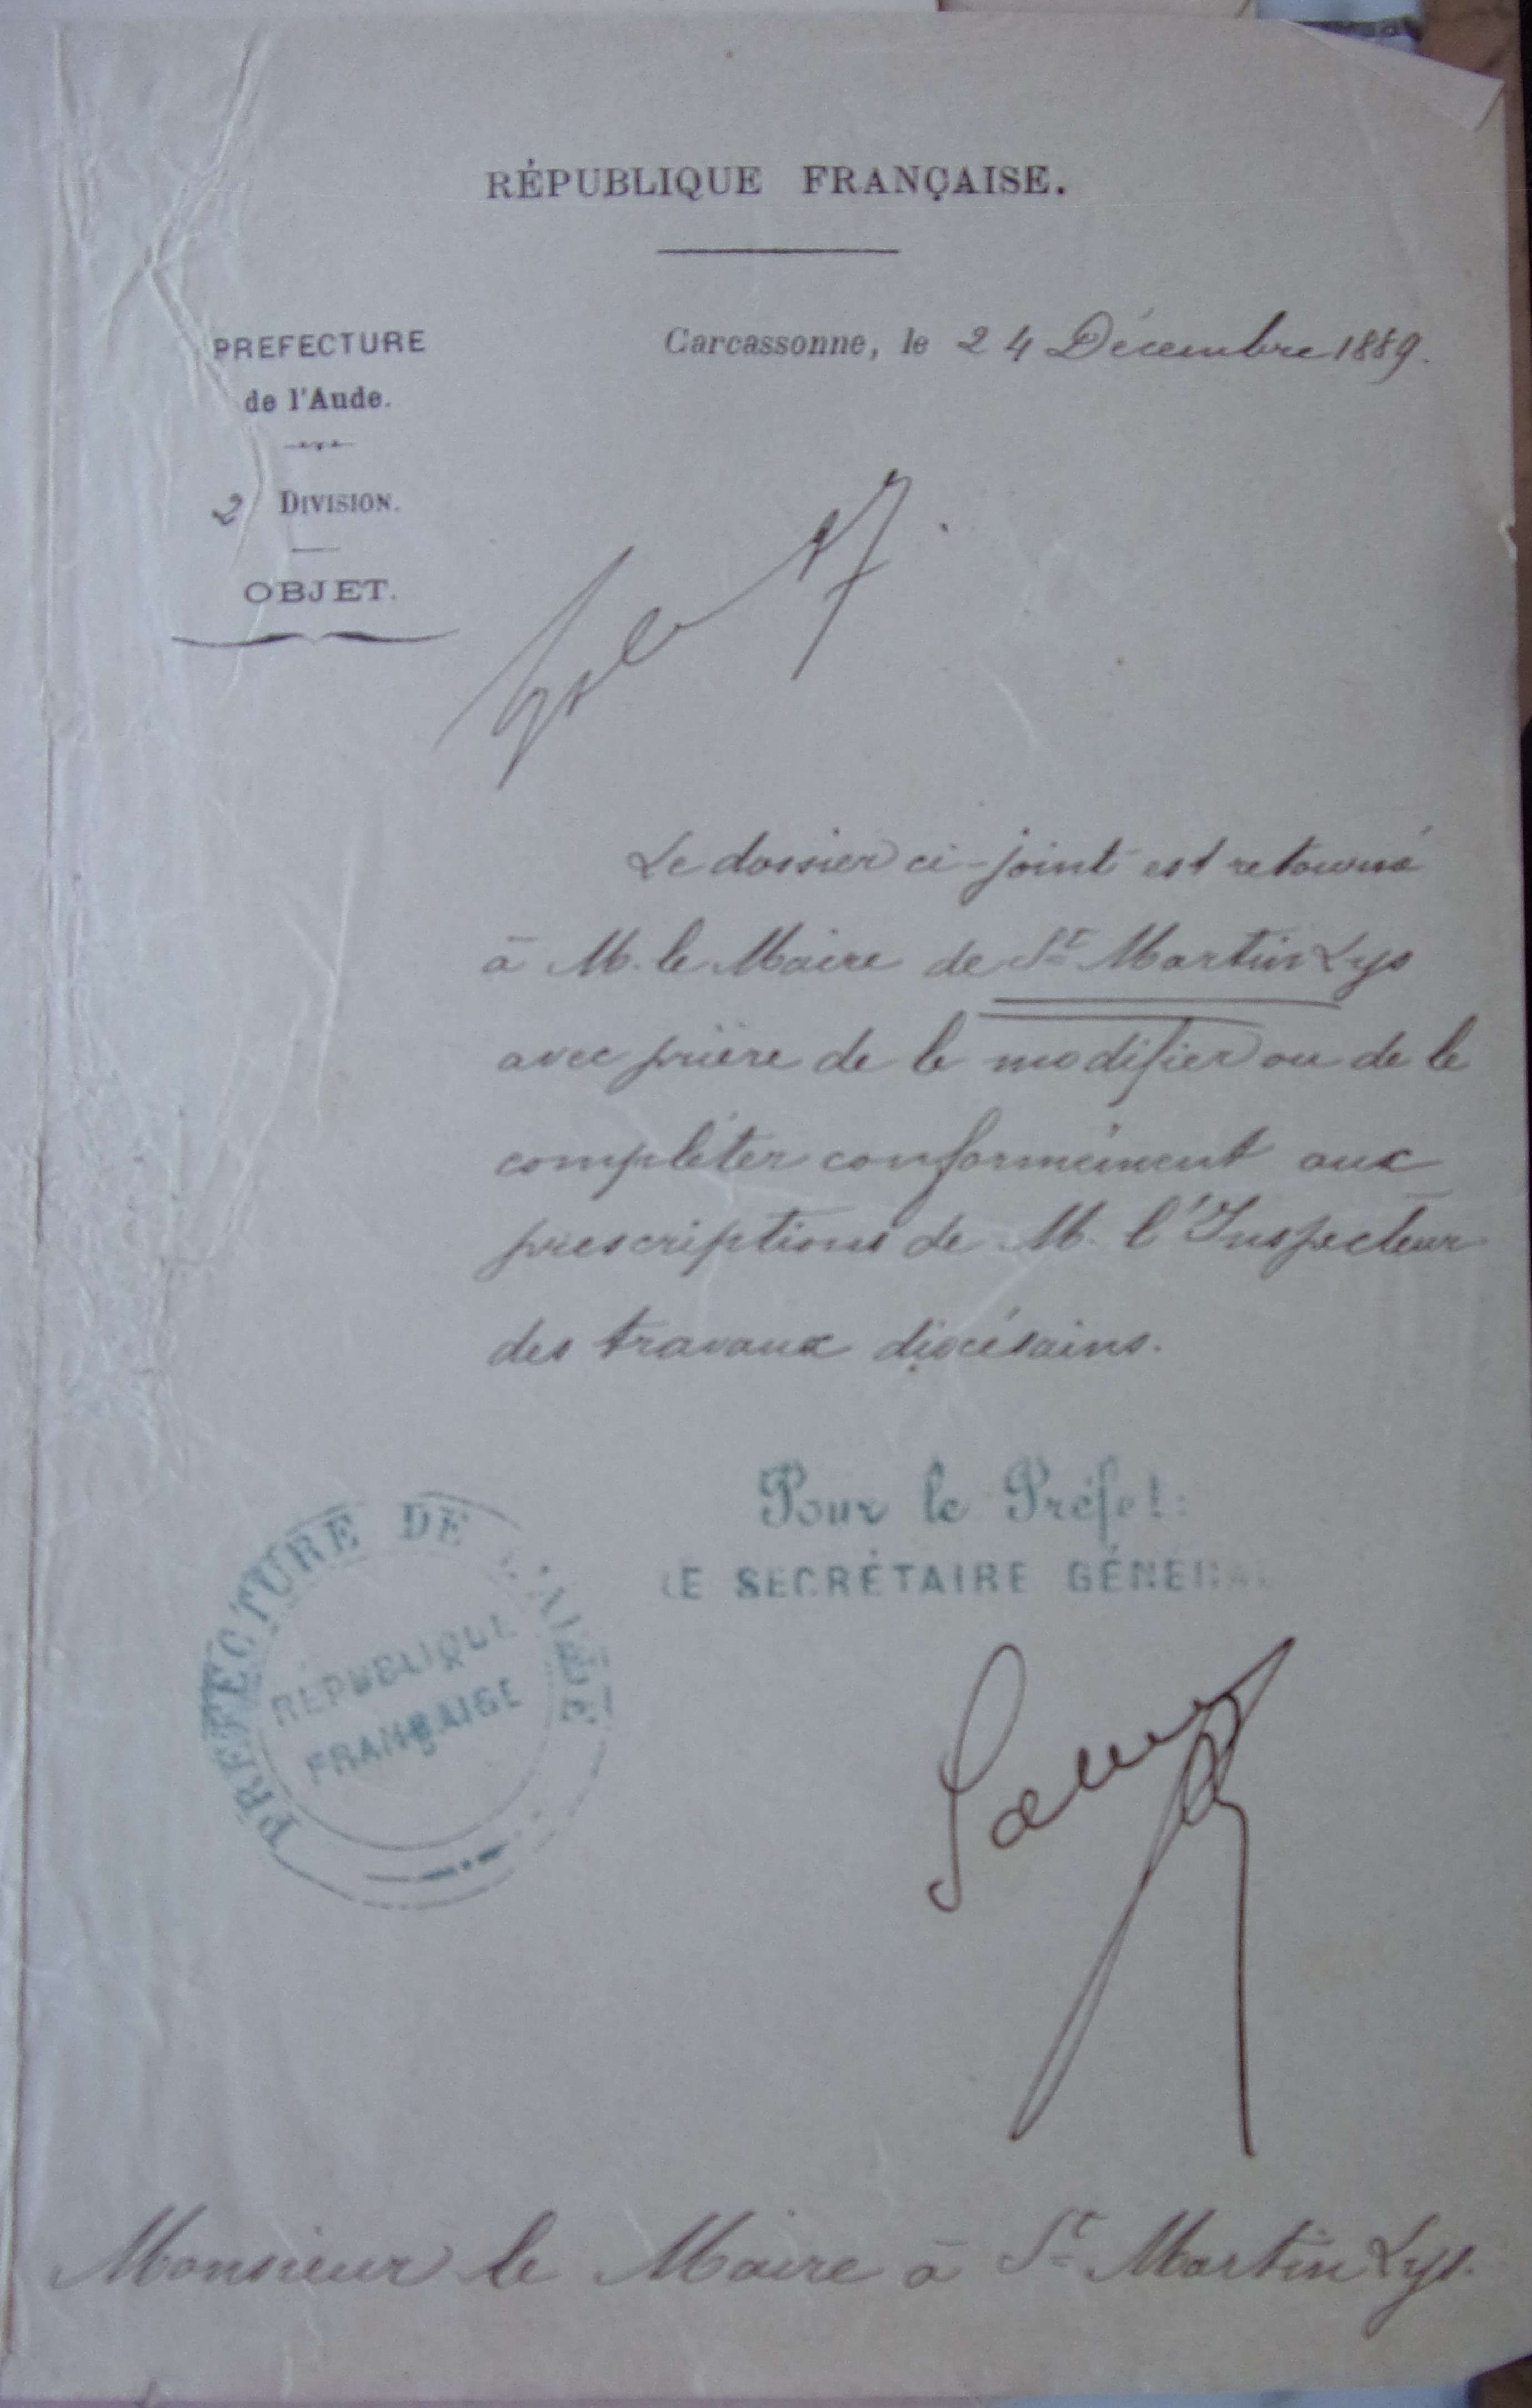 RÉPUBLIQUE FRANÇAISE.
PREFECTURE
de l'Aude.
2 DIVISION.
OBJET.
Carcassonne, le 24 Décembre 1889.
Le dossier ci-joint est retourné
à M. le Maire de St Martin Lys
avec prière de le modifier ou de le
compléter conformément aux
prescriptions de M. l'Inspecteur
des travaux diocésains.
Pour le Préfet:
LE SECRÉTAIRE GÉNÉRAL
PREFECTURE DE L'AUDE
RÉPUBLIQUE
FRANÇAISE
Monsieur le Maire à St Martin Lys.